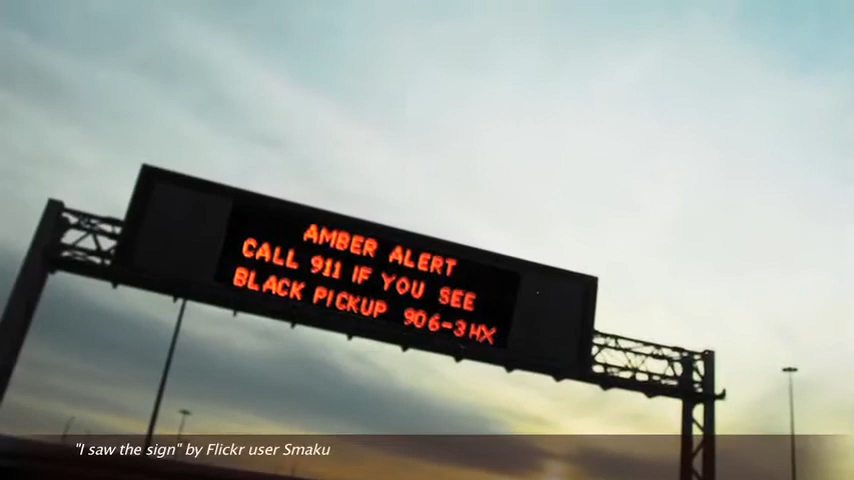 AMBER ALERT
CALL 911 IF YOU SEE
BLACK PICKUP 906-3HX
"I saw the sign" by Flickr user Smaku